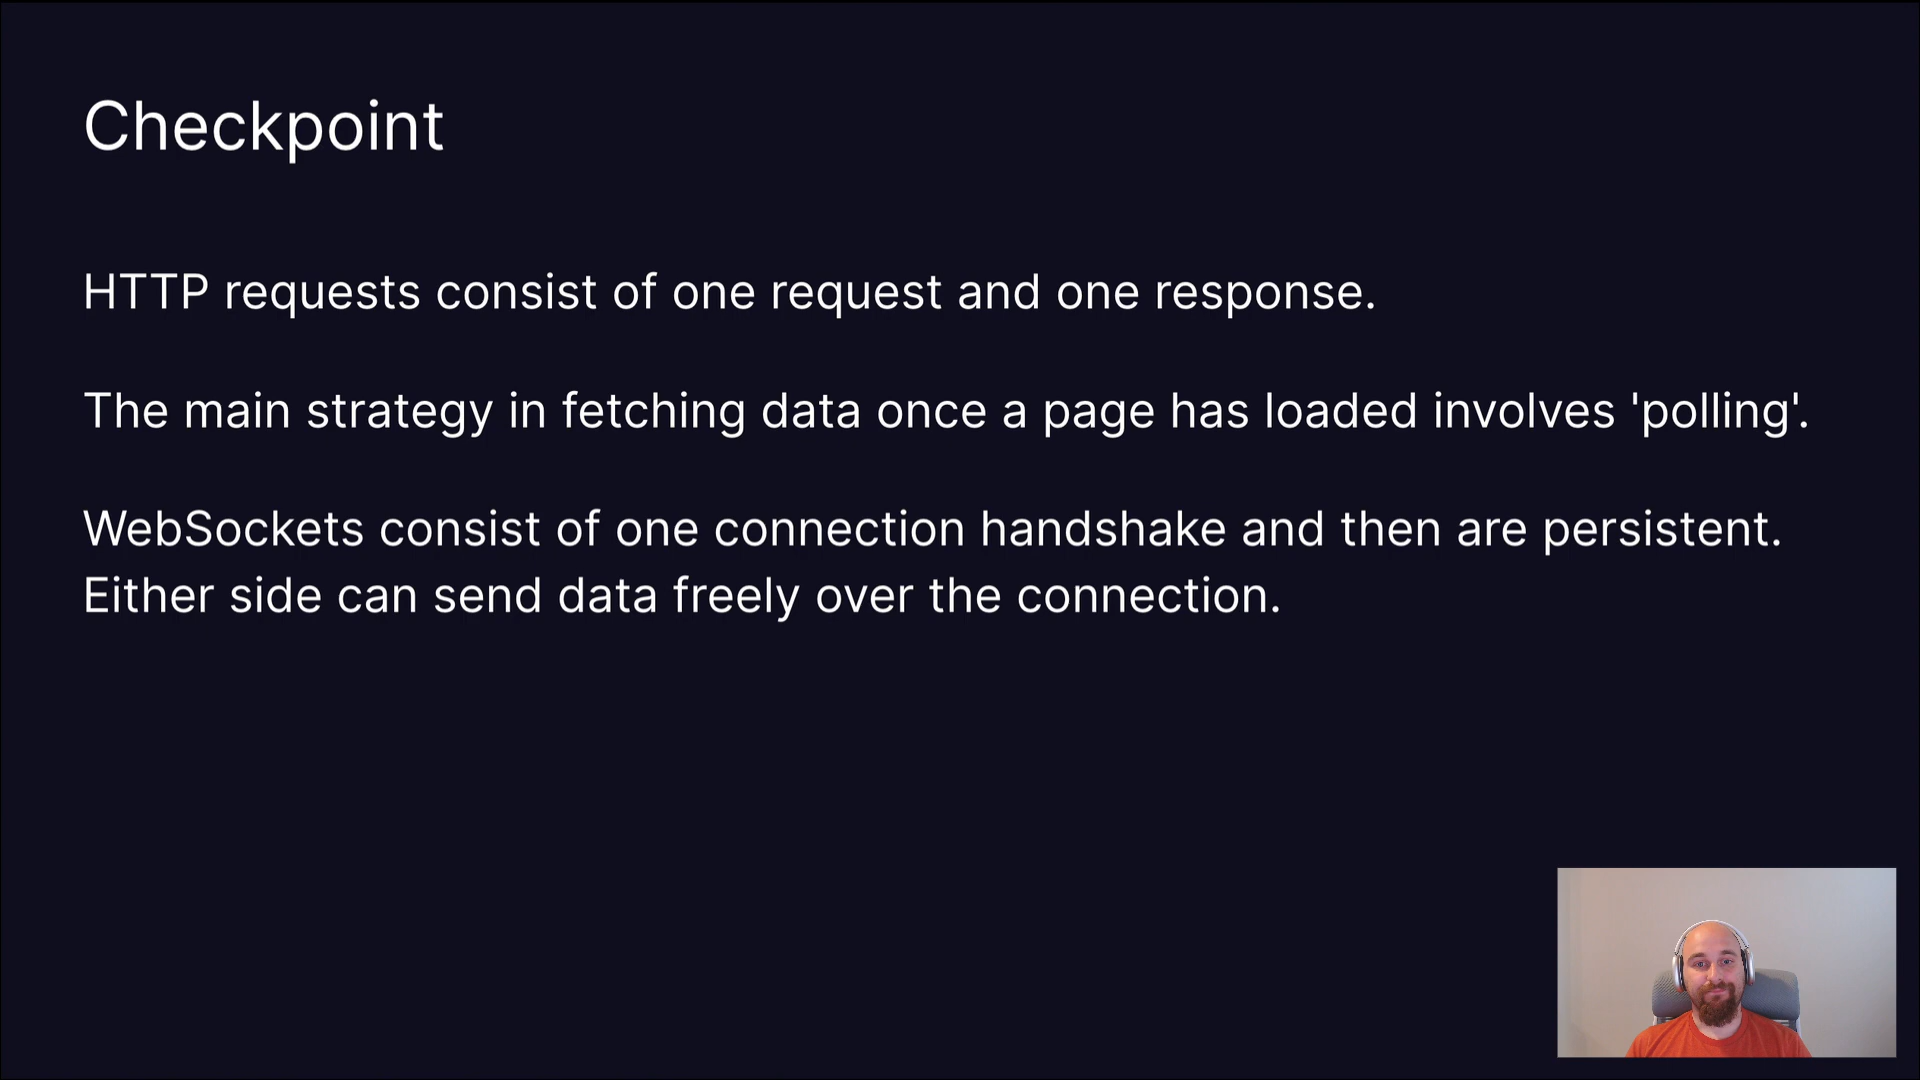 Checkpoint
HTTP requests consist of one request and one response.
The main strategy in fetching data once a page has loaded involves 'polling'.
WebSockets consist of one connection handshake and then are persistent.
Either side can send data freely over the connection.